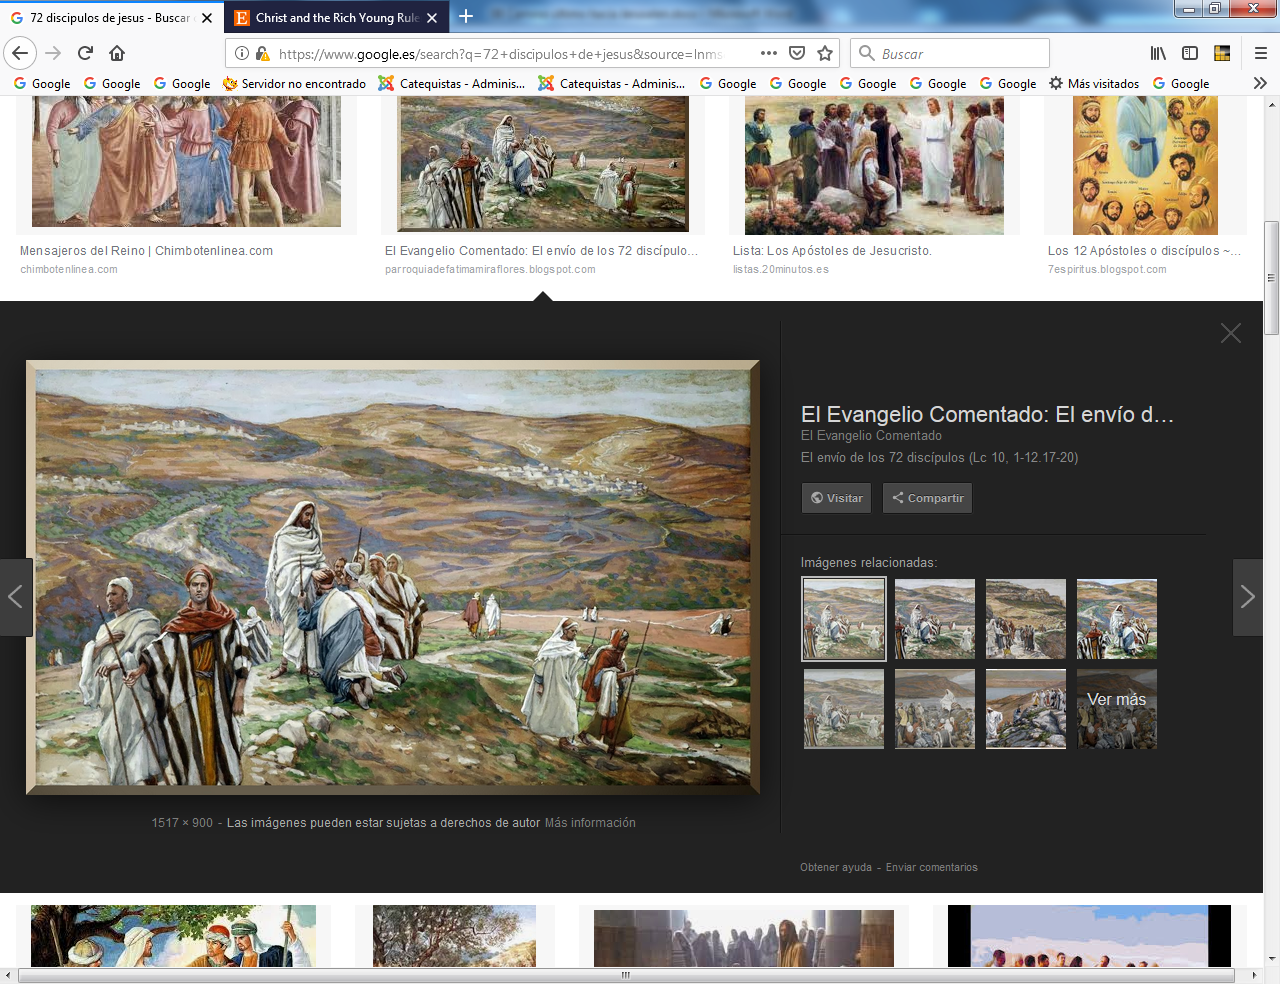 72 discipulos de jesus - Buscar
Christ and the Rich Young Rule
https://www.google.es/search?q=72+discipulos+de+jesus&source=lnms
Buscar
Google
Google
Google
Servidor no encontrado
Catequistas - Adminis...
Catequistas - Adminis...
Google
Google
Google
Google
Google
Más visitados
Google
Mensajeros del Reino | Chimbotenlinea.com
chimbotenlinea.com
El Evangelio Comentado: El envío de los 72 discípulo...
parroquiadefatimamiraflores.blogspot.com
Lista: Los Apóstoles de Jesucristo.
listas.20minutos.es
Los 12 Apóstoles o discípulos ~...
7espiritus.blogspot.com
El Evangelio Comentado: El envío d...
El Evangelio Comentado
El envío de los 72 discípulos (Lc 10, 1-12.17-20)
Visitar
Compartir
Imágenes relacionadas:
Ver más
1517 × 900 - Las imágenes pueden estar sujetas a derechos de autor Más información
Obtener ayuda - Enviar comentarios